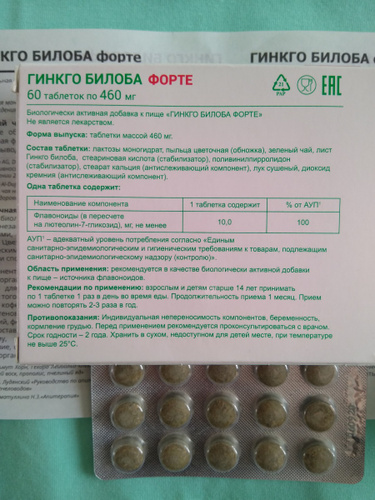 НКГО БИЛОБА форте
ГИНКГО БИЛОБА ф
ГИНКГО БИЛОБА ФОРТЕ
60 таблеток по 460 мг
PAP
EAC
Биологически активная добавка к пище «ГИНКГО БИЛОБА ФОРТЕ»
Не является лекарством.
Форма выпуска: таблетки массой 460 мг.
Состав таблетки: лактозы моногидрат, пыльца цветочная (обножка), зеленый чай, лист
Гинкго билоба, стеариновая кислота (стабилизатор), поливинилпирролидон
(стабилизатор), стеарат кальция (антислеживающий компонент), лук сушеный, диоксид
кремния (антислеживающий компонент).
Одна таблетка содержит:
Наименование компонента 1 таблетка содержит % от АУП¹
Флавоноиды (в пересчете
на лютеолин-7-гликозид), мг, не менее 10,0 100
АУП¹ – адекватный уровень потребления согласно «Единым
санитарно-эпидемиологическим и гигиеническим требованиям к товарам, подлежащим
санитарно-эпидемиологическому надзору (контролю)».
Область применения: рекомендуется в качестве биологически активной добавки
к пище – источника флавоноидов.
Рекомендации по применению: взрослым и детям старше 14 лет принимать
по 1 таблетке 1 раз в день во время еды. Продолжительность приема 1 месяц. Прием
можно повторять 2-3 раза в год.
Противопоказания: Индивидуальная непереносимость компонентов, беременность,
кормление грудью. Перед применением рекомендуется проконсультироваться с врачом.
Срок годности – 2 года. Хранить в сухом, недоступном для детей месте, при температуре
не выше 25°С.